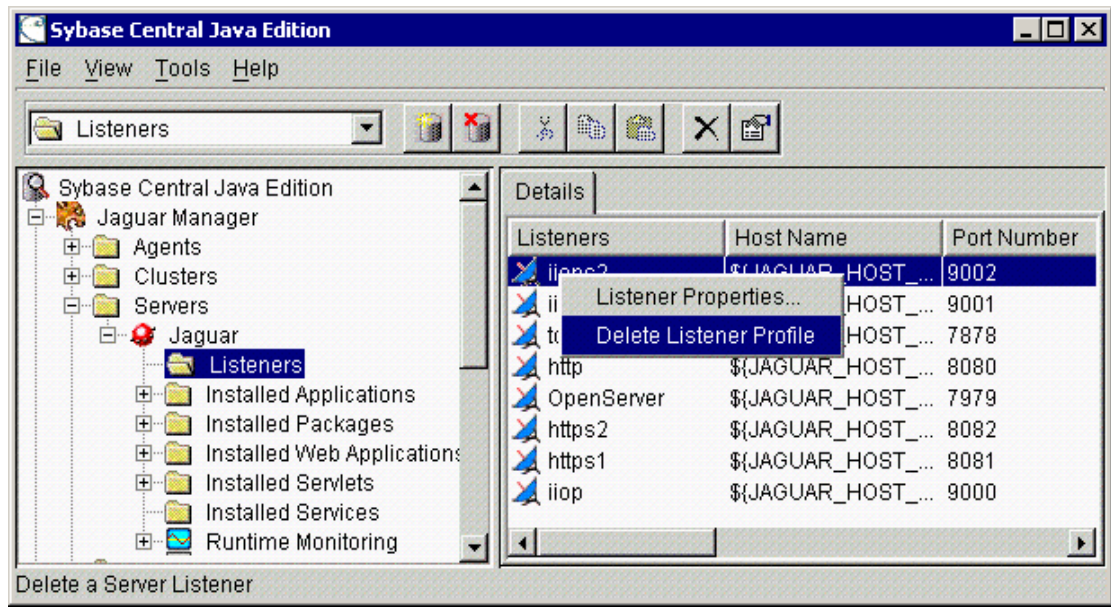 Sybase Central Java Edition
File View Tools Help
Listeners
Sybase Central Java Edition
Jaguar Manager
Agents
Clusters
Servers
Jaguar
Listeners
Installed Applications
Installed Packages
Installed Web Applications
Installed Servlets
Installed Services
Runtime Monitoring
Details
Listeners Host Name Port Number
iiops2 ${JAGUAR_HOST_... 9002
Listener Properties...
ii HOST_... 9001
Delete Listener Profile
HOST_... 7878
http ${JAGUAR_HOST_... 8080
OpenServer ${JAGUAR_HOST_... 7979
https2 ${JAGUAR_HOST_... 8082
https1 ${JAGUAR_HOST_... 8081
iiop ${JAGUAR_HOST_... 9000
Delete a Server Listener